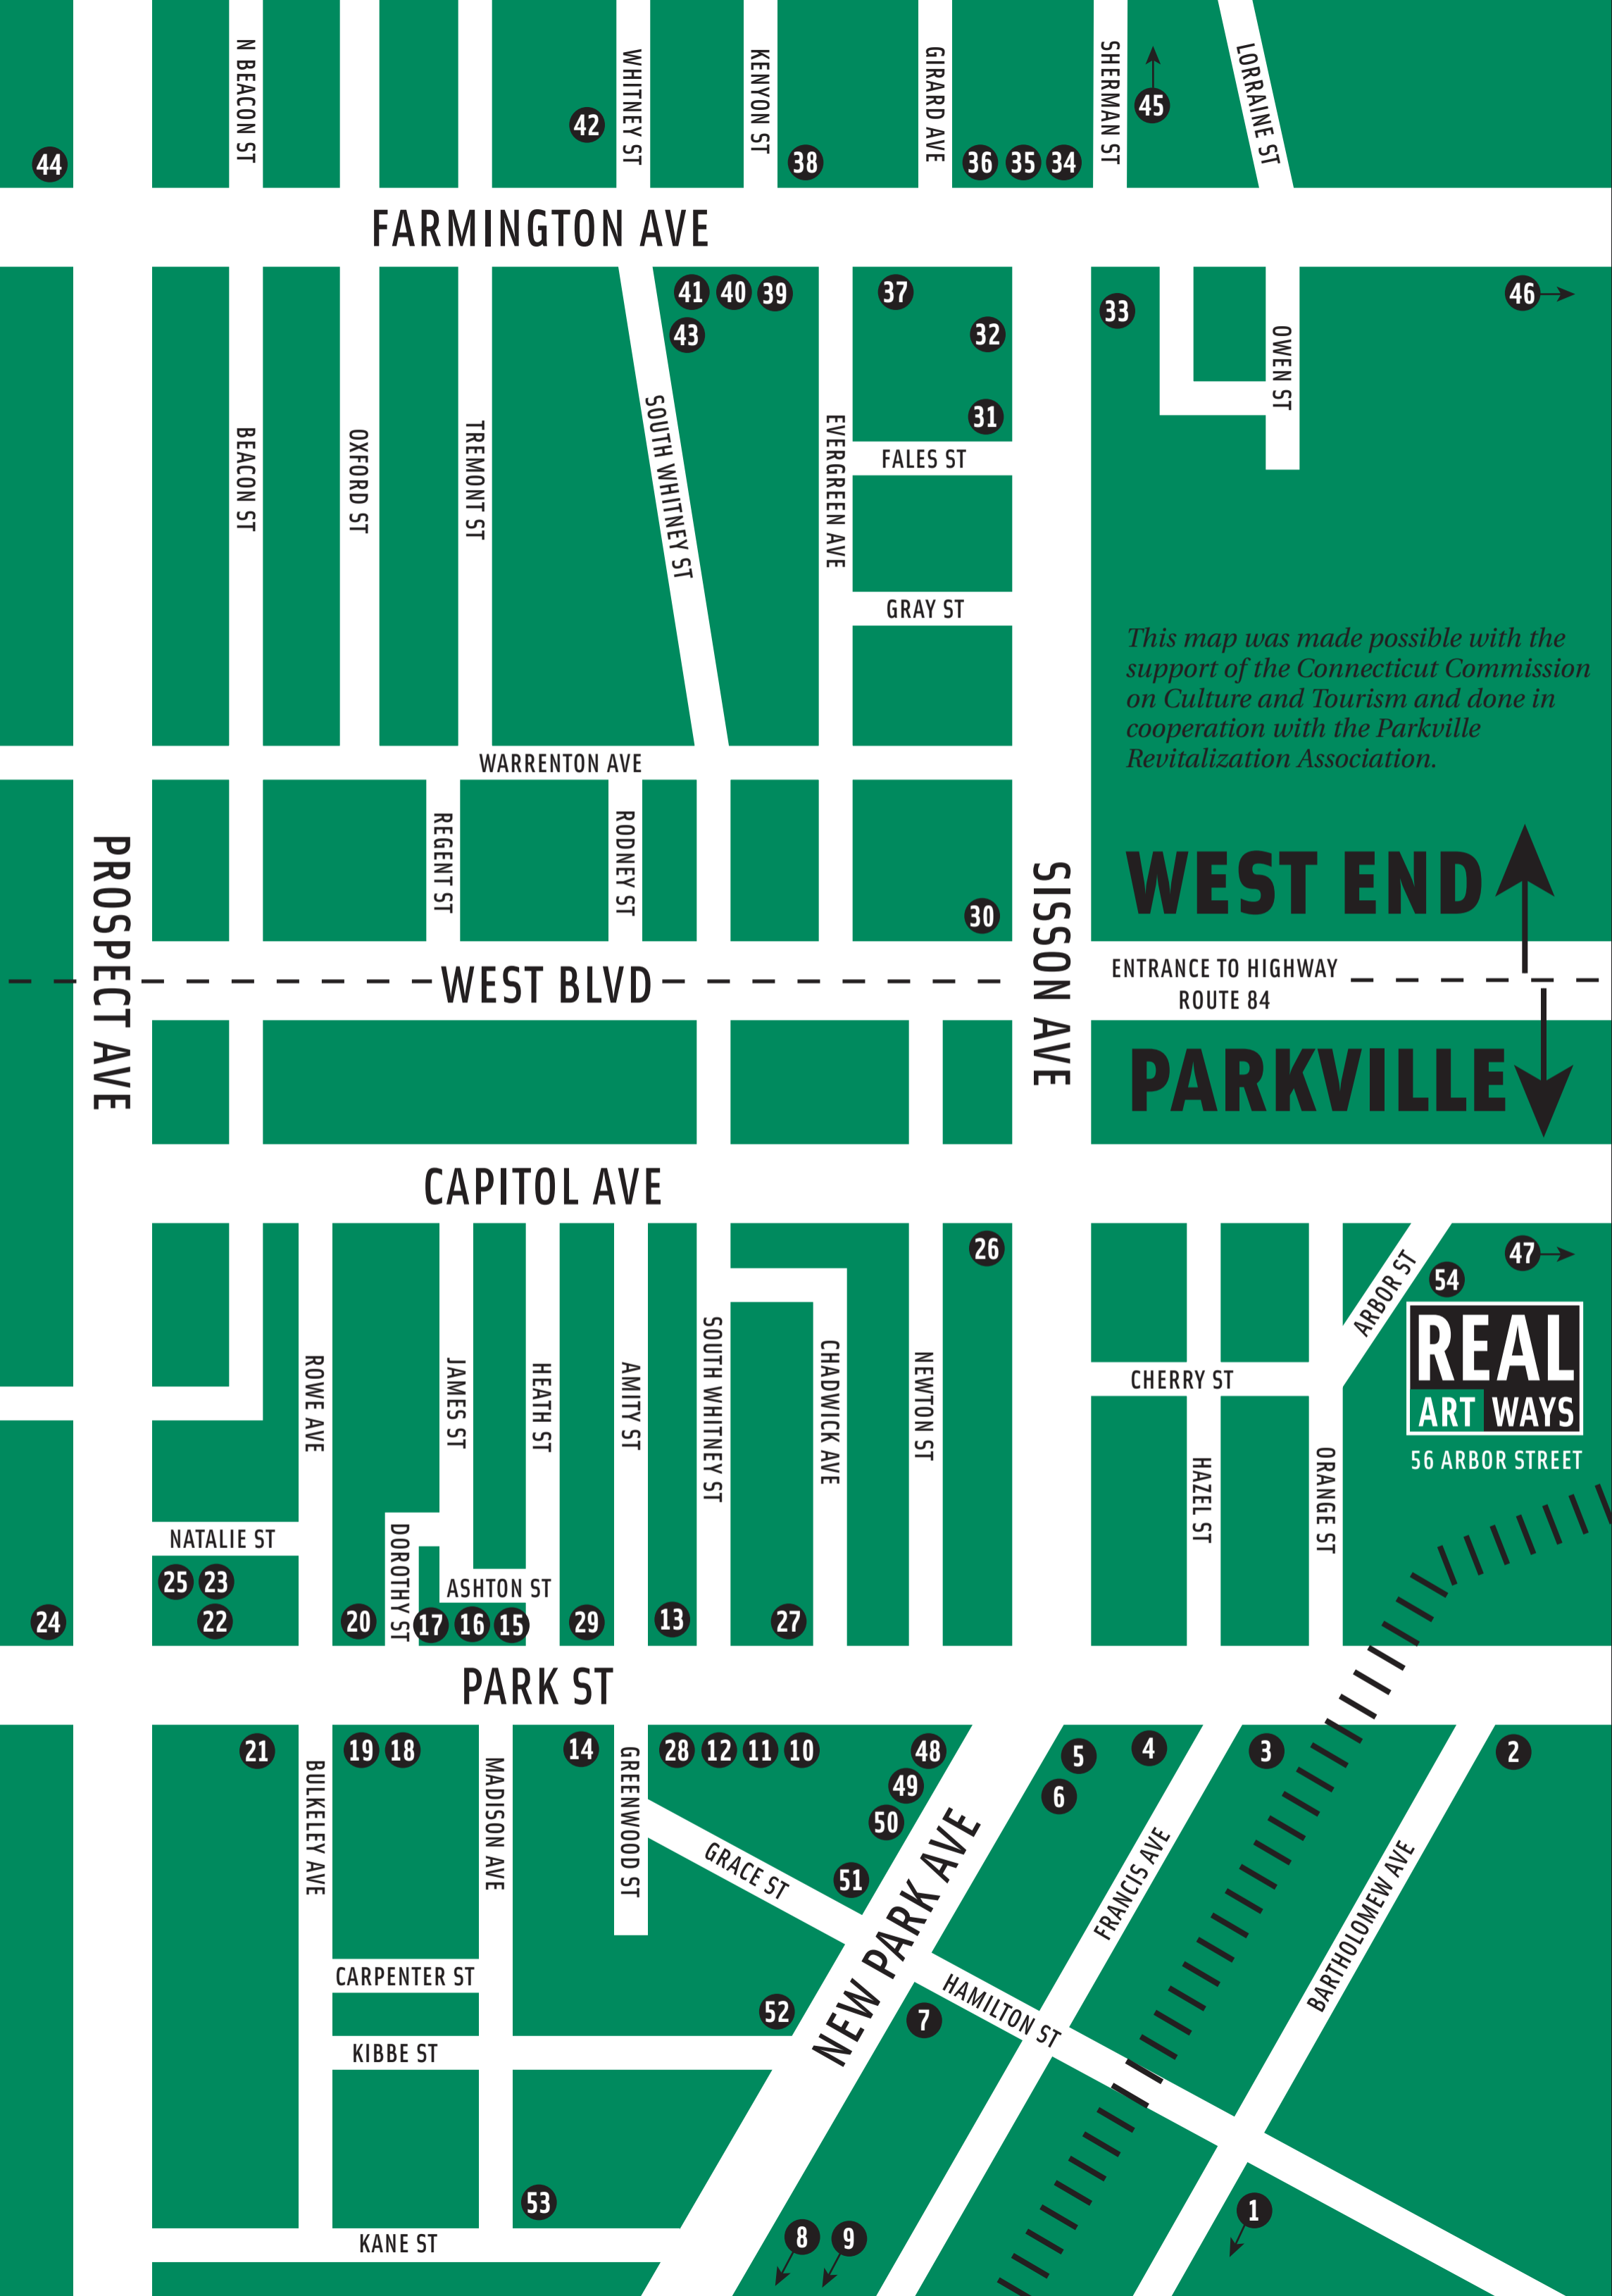 N BEACON ST
WHITNEY ST
KENYON ST
GIRARD AVE
SHERMAN ST
LORRAINE ST
45
42
44
38
36
35
34
FARMINGTON AVE
41
40
39
37
33
46
43
32
31
OWEN ST
BEACON ST
OXFORD ST
TREMONT ST
SOUTH WHITNEY ST
EVERGREEN AVE
FALES ST
GRAY ST
This map was made possible with the
support of the Connecticut Commission
on Culture and Tourism and done in
cooperation with the Parkville
Revitalization Association.
WARRENTON AVE
REGENT ST
RODNEY ST
PROSPECT AVE
SISSON AVE
30
WEST END
WEST BLVD
ENTRANCE TO HIGHWAY
ROUTE 84
PARKVILLE
CAPITOL AVE
26
47
54
ARBOR ST
REAL
ART WAYS
56 ARBOR STREET
ROWE AVE
JAMES ST
HEATH ST
AMITY ST
SOUTH WHITNEY ST
CHADWICK AVE
NEWTON ST
CHERRY ST
HAZEL ST
ORANGE ST
NATALIE ST
DOROTHY ST
ASHTON ST
25
23
22
24
20
17
16
15
29
13
27
PARK ST
21
19
18
14
28
12
11
10
48
5
4
3
2
49
6
50
51
BULKELEY AVE
MADISON AVE
GREENWOOD ST
GRACE ST
NEW PARK AVE
FRANCIS AVE
BARTHOLOMEW AVE
HAMILTON ST
CARPENTER ST
52
7
KIBBE ST
53
8
9
1
KANE ST